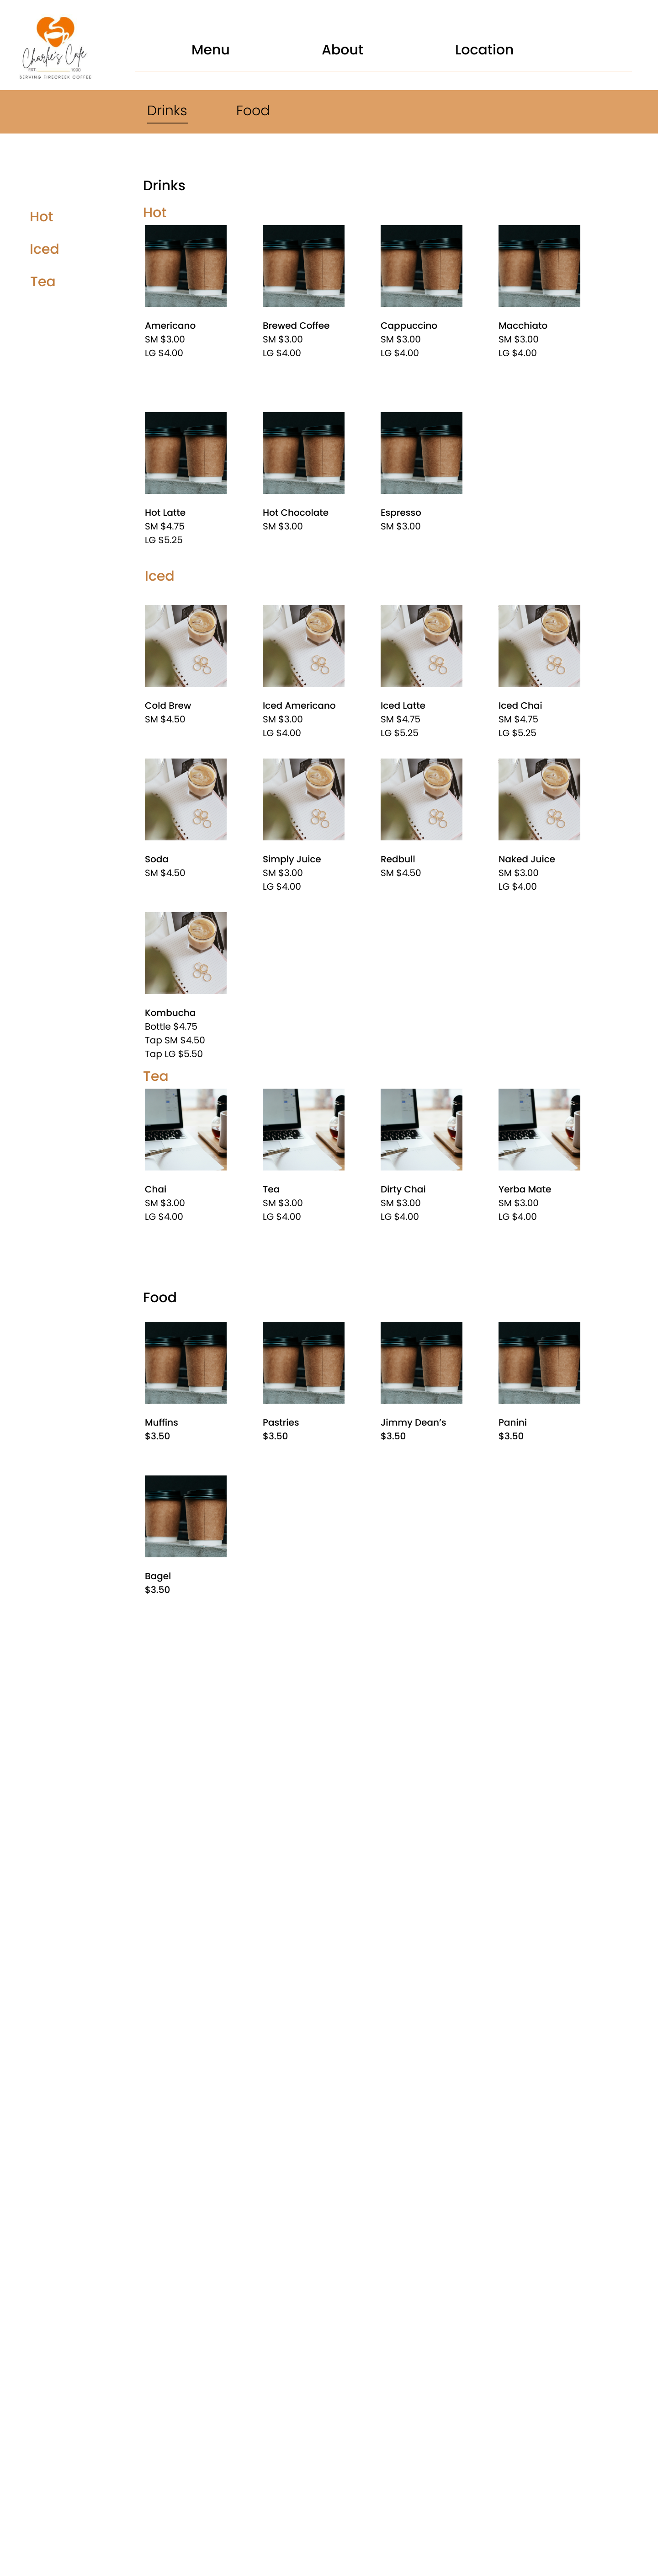 Charlie's Cafe
EST. 1990
SERVING FIRECREEK COFFEE
Menu About Location
Drinks Food
Hot
Iced
Tea
Drinks
Hot
Americano
SM $3.00
LG $4.00
Brewed Coffee
SM $3.00
LG $4.00
Cappuccino
SM $3.00
LG $4.00
Macchiato
SM $3.00
LG $4.00
Hot Latte
SM $4.75
LG $5.25
Hot Chocolate
SM $3.00
Espresso
SM $3.00
Iced
Cold Brew
SM $4.50
Iced Americano
SM $3.00
LG $4.00
Iced Latte
SM $4.75
LG $5.25
Iced Chai
SM $4.75
LG $5.25
Soda
SM $4.50
Simply Juice
SM $3.00
LG $4.00
Redbull
SM $4.50
Naked Juice
SM $3.00
LG $4.00
Kombucha
Bottle $4.75
Tap SM $4.50
Tap LG $5.50
Tea
Chai
SM $3.00
LG $4.00
Tea
SM $3.00
LG $4.00
Dirty Chai
SM $3.00
LG $4.00
Yerba Mate
SM $3.00
LG $4.00
Food
Muffins
$3.50
Pastries
$3.50
Jimmy Dean’s
$3.50
Panini
$3.50
Bagel
$3.50